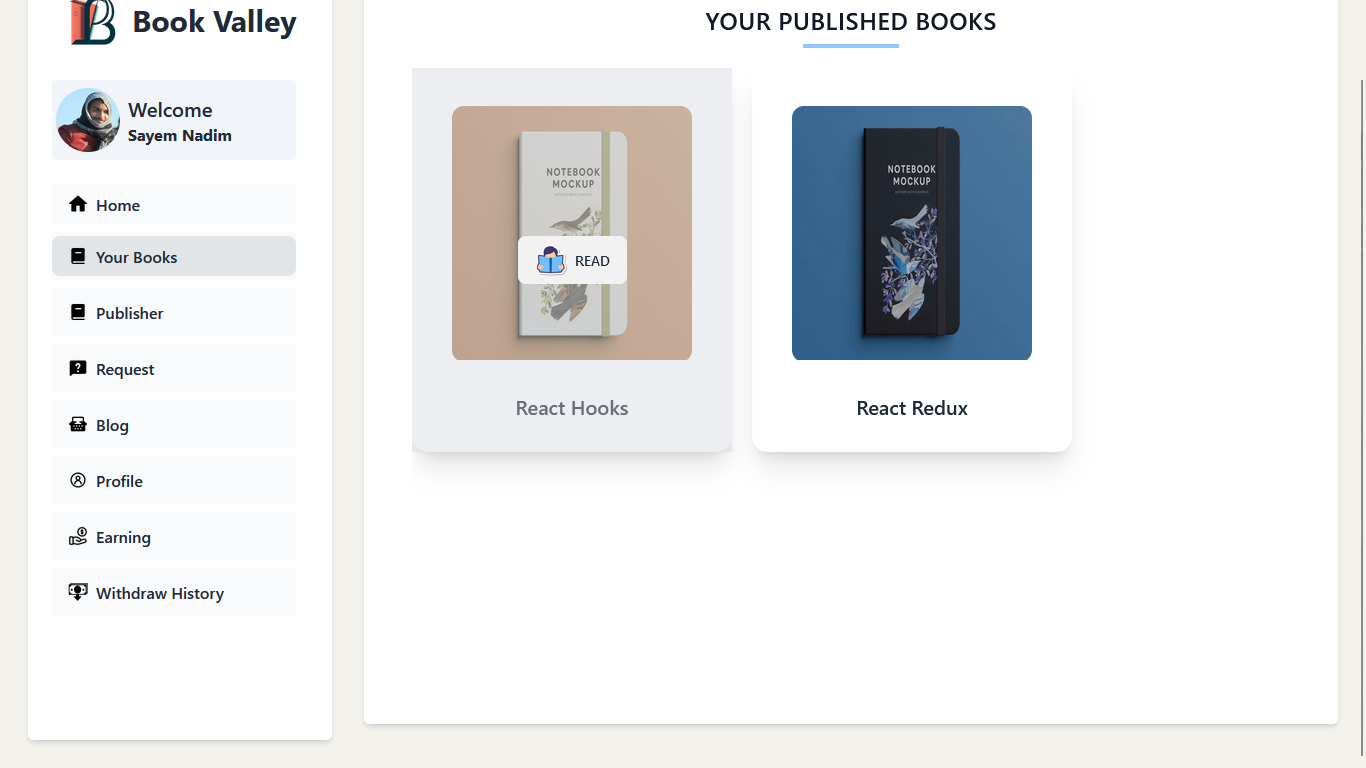 Book Valley
Welcome
Sayem Nadim
Home
Your Books
Publisher
Request
Blog
Profile
Earning
Withdraw History
YOUR PUBLISHED BOOKS
NOTEBOOK
MOCKUP
READ
React Hooks
NOTEBOOK
MOCKUP
React Redux